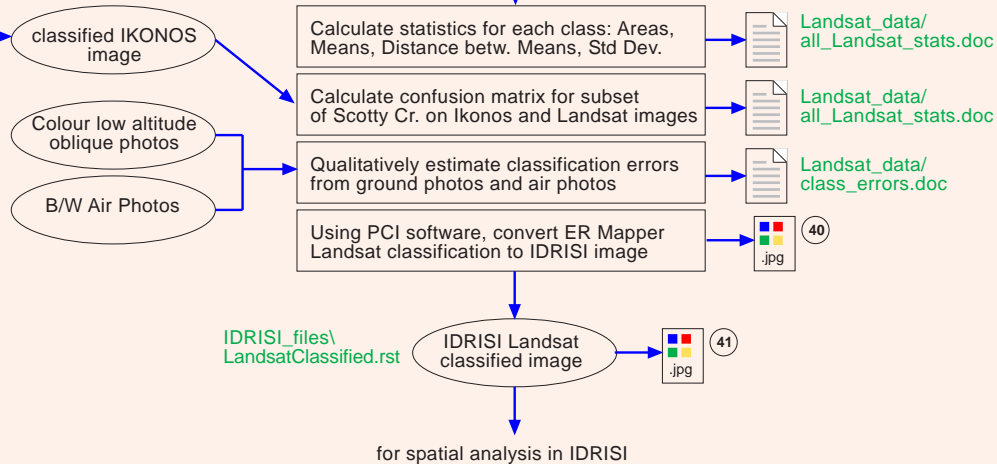 classified IKONOS
image
Calculate statistics for each class: Areas,
Means, Distance betw. Means, Std Dev.
Landsat_data/
all_Landsat_stats.doc
Calculate confusion matrix for subset
of Scotty Cr. on Ikonos and Landsat images
Landsat_data/
all_Landsat_stats.doc
Colour low altitude
oblique photos
B/W Air Photos
Qualitatively estimate classification errors
from ground photos and air photos
Landsat_data/
class_errors.doc
Using PCI software, convert ER Mapper
Landsat classification to IDRISI image
.jpg
40
IDRISI_files\
LandsatClassified.rst
IDRISI Landsat
classified image
.jpg
41
for spatial analysis in IDRISI